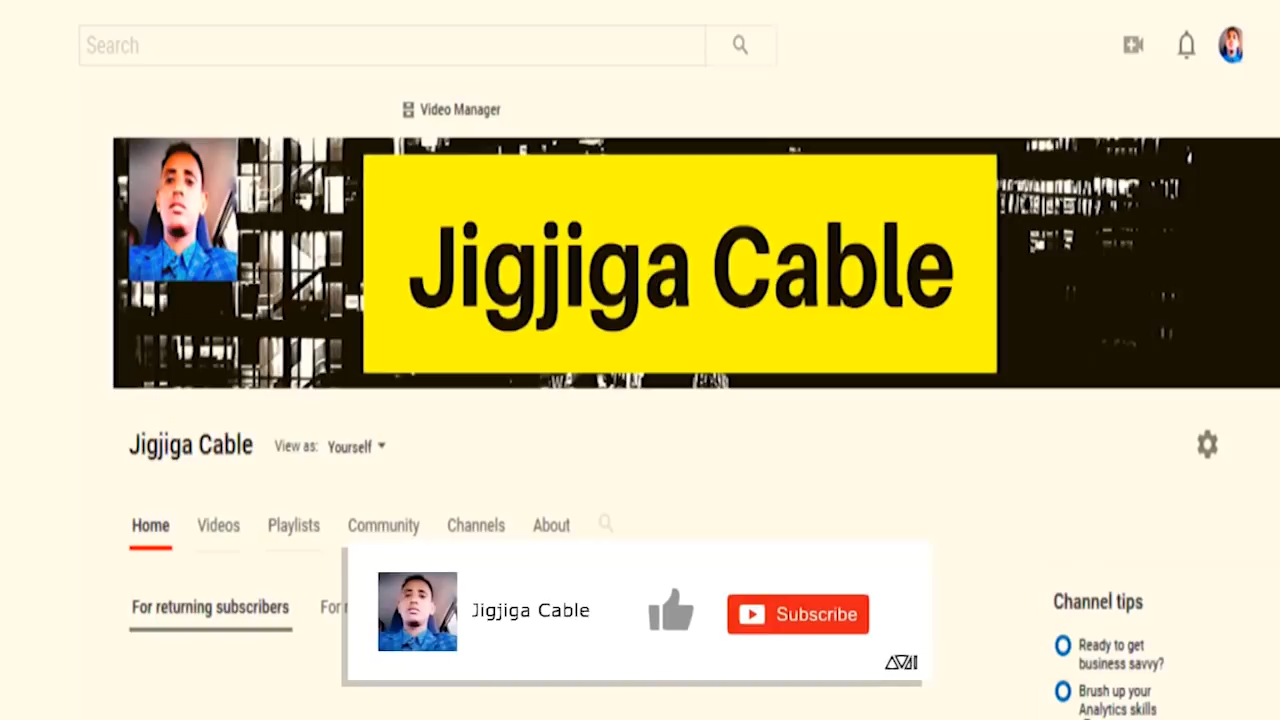 Search
Video Manager
Jigjiga Cable
Jigjiga Cable View as: Yourself
Home Videos Playlists Community Channels About
For returning subscribers For
Jigjiga Cable Subscribe
Channel tips
Ready to get
business savvy?
Brush up your
Analytics skills